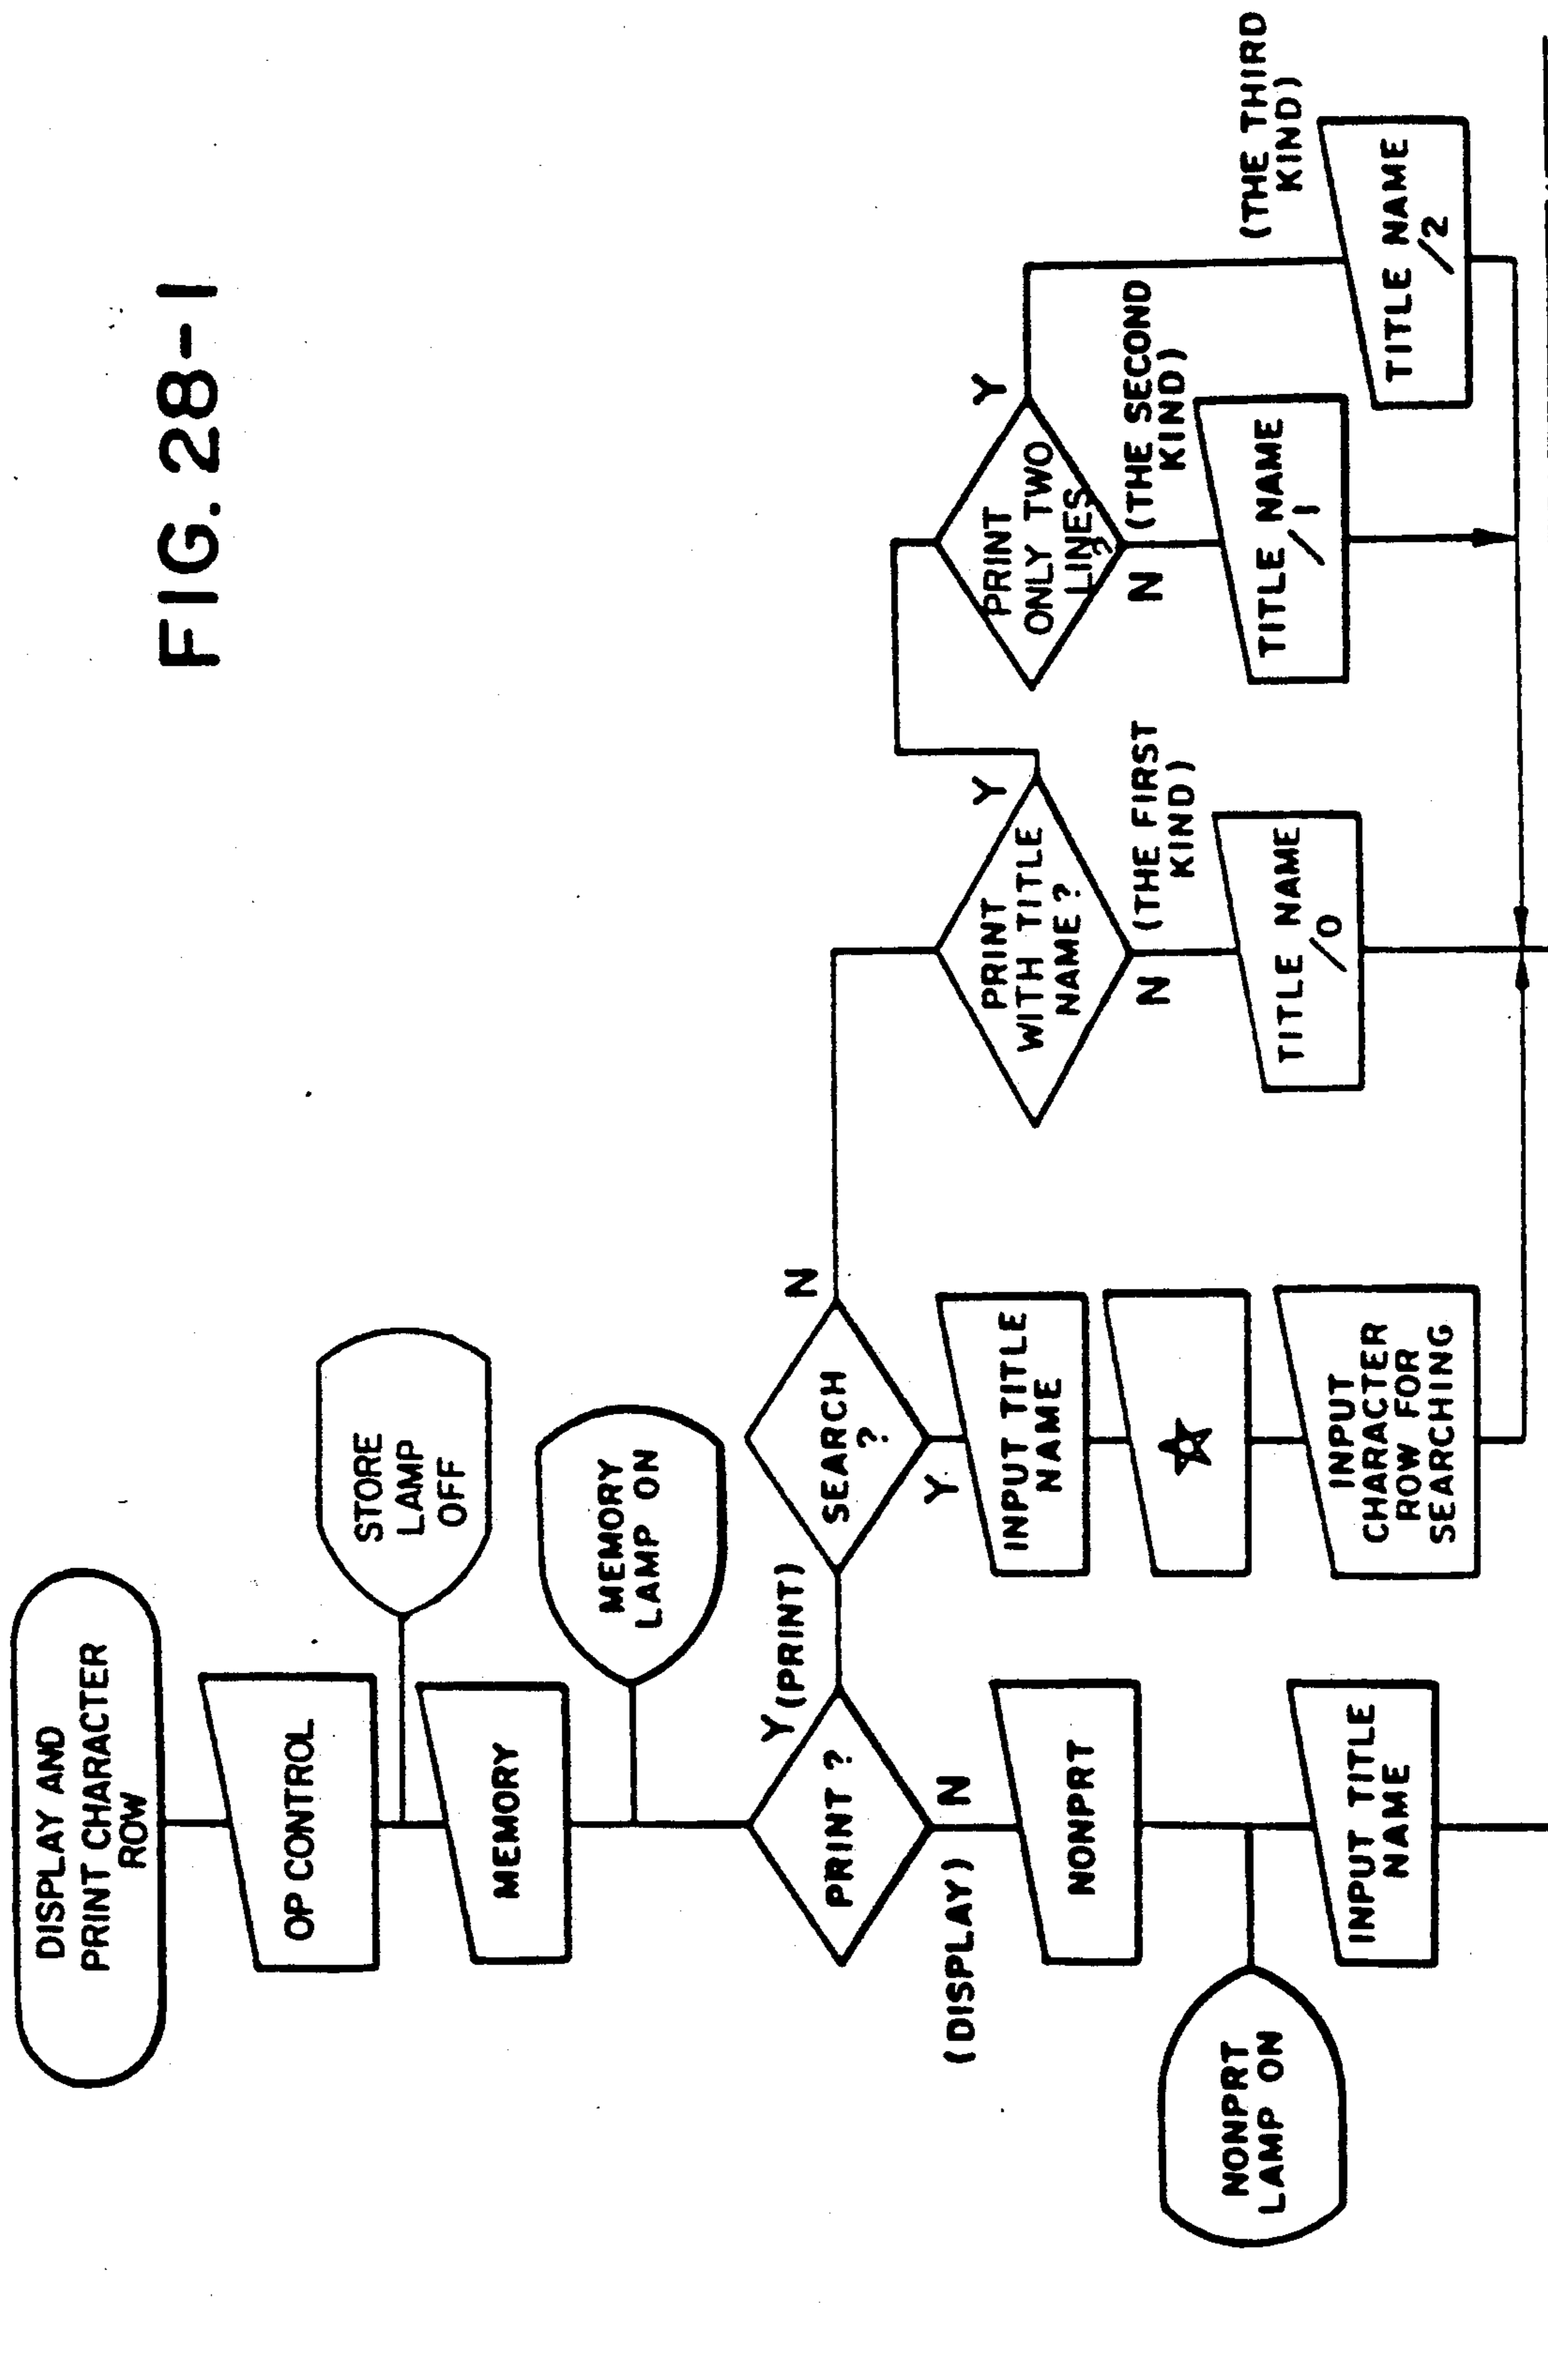 FIG. 28-1
DISPLAY AND
PRINT CHARACTER
ROW
OP CONTROL
STORE
LAMP
OFF
MEMORY
MEMORY
LAMP ON
PRINT ?
Y (PRINT)
N
(DISPLAY)
NONPRT
NONPRT
LAMP ON
INPUT TITLE
NAME
SEARCH
?
N
Y
INPUT TITLE
NAME
☆
INPUT
CHARACTER
ROW FOR
SEARCHING
PRINT
WITH TITLE
NAME ?
Y
N
(THE FIRST
KIND)
TITLE NAME
/0
PRINT
ONLY TWO
LINES
?
Y
N
(THE SECOND
KIND)
TITLE NAME
/1
(THE THIRD
KIND)
TITLE NAME
/2